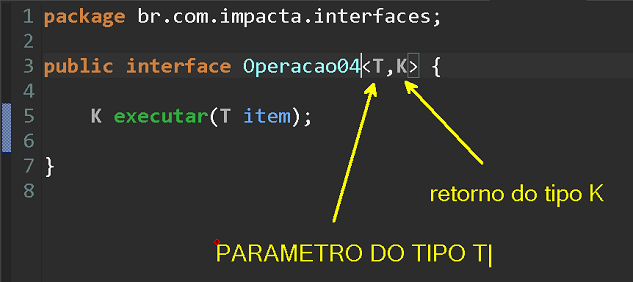 1 package br.com.impacta.interfaces;
2
3 public interface Operacao04<T,K> {
4
5 K executar(T item);
6
7 }
8
retorno do tipo K
PARAMETRO DO TIPO T